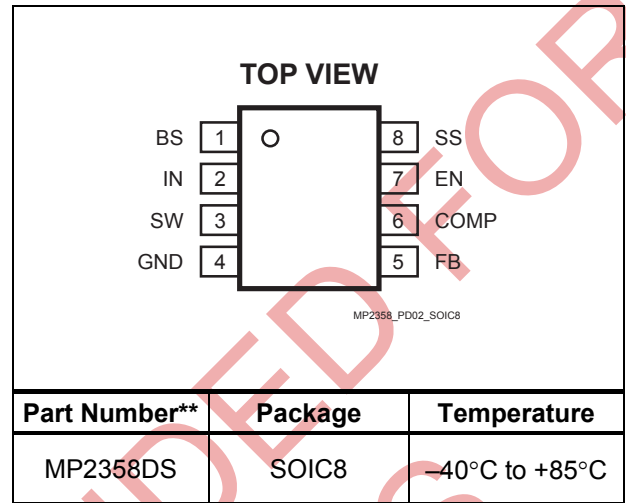 TOP VIEW
BS 1 8 SS
IN 2 7 EN
SW 3 6 COMP
GND 4 5 FB
MP2358_PD02_SOIC8
Part Number** Package Temperature
MP2358DS SOIC8 –40°C to +85°C